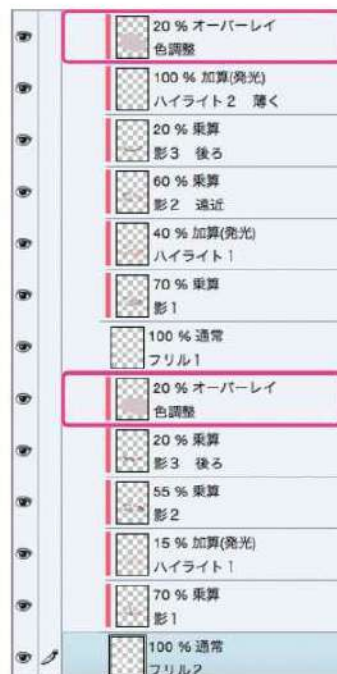 20 % オーバーレイ
色調整
100 % 加算(発光)
ハイライト2 薄く
20 % 乗算
影3 後ろ
60 % 乗算
影2 遠近
40 % 加算(発光)
ハイライト1
70 % 乗算
影1
100 % 通常
フリル1
20 % オーバーレイ
色調整
20 % 乗算
影3 後ろ
55 % 乗算
影2
15 % 加算(発光)
ハイライト1
70 % 乗算
影1
100 % 通常
フリル2